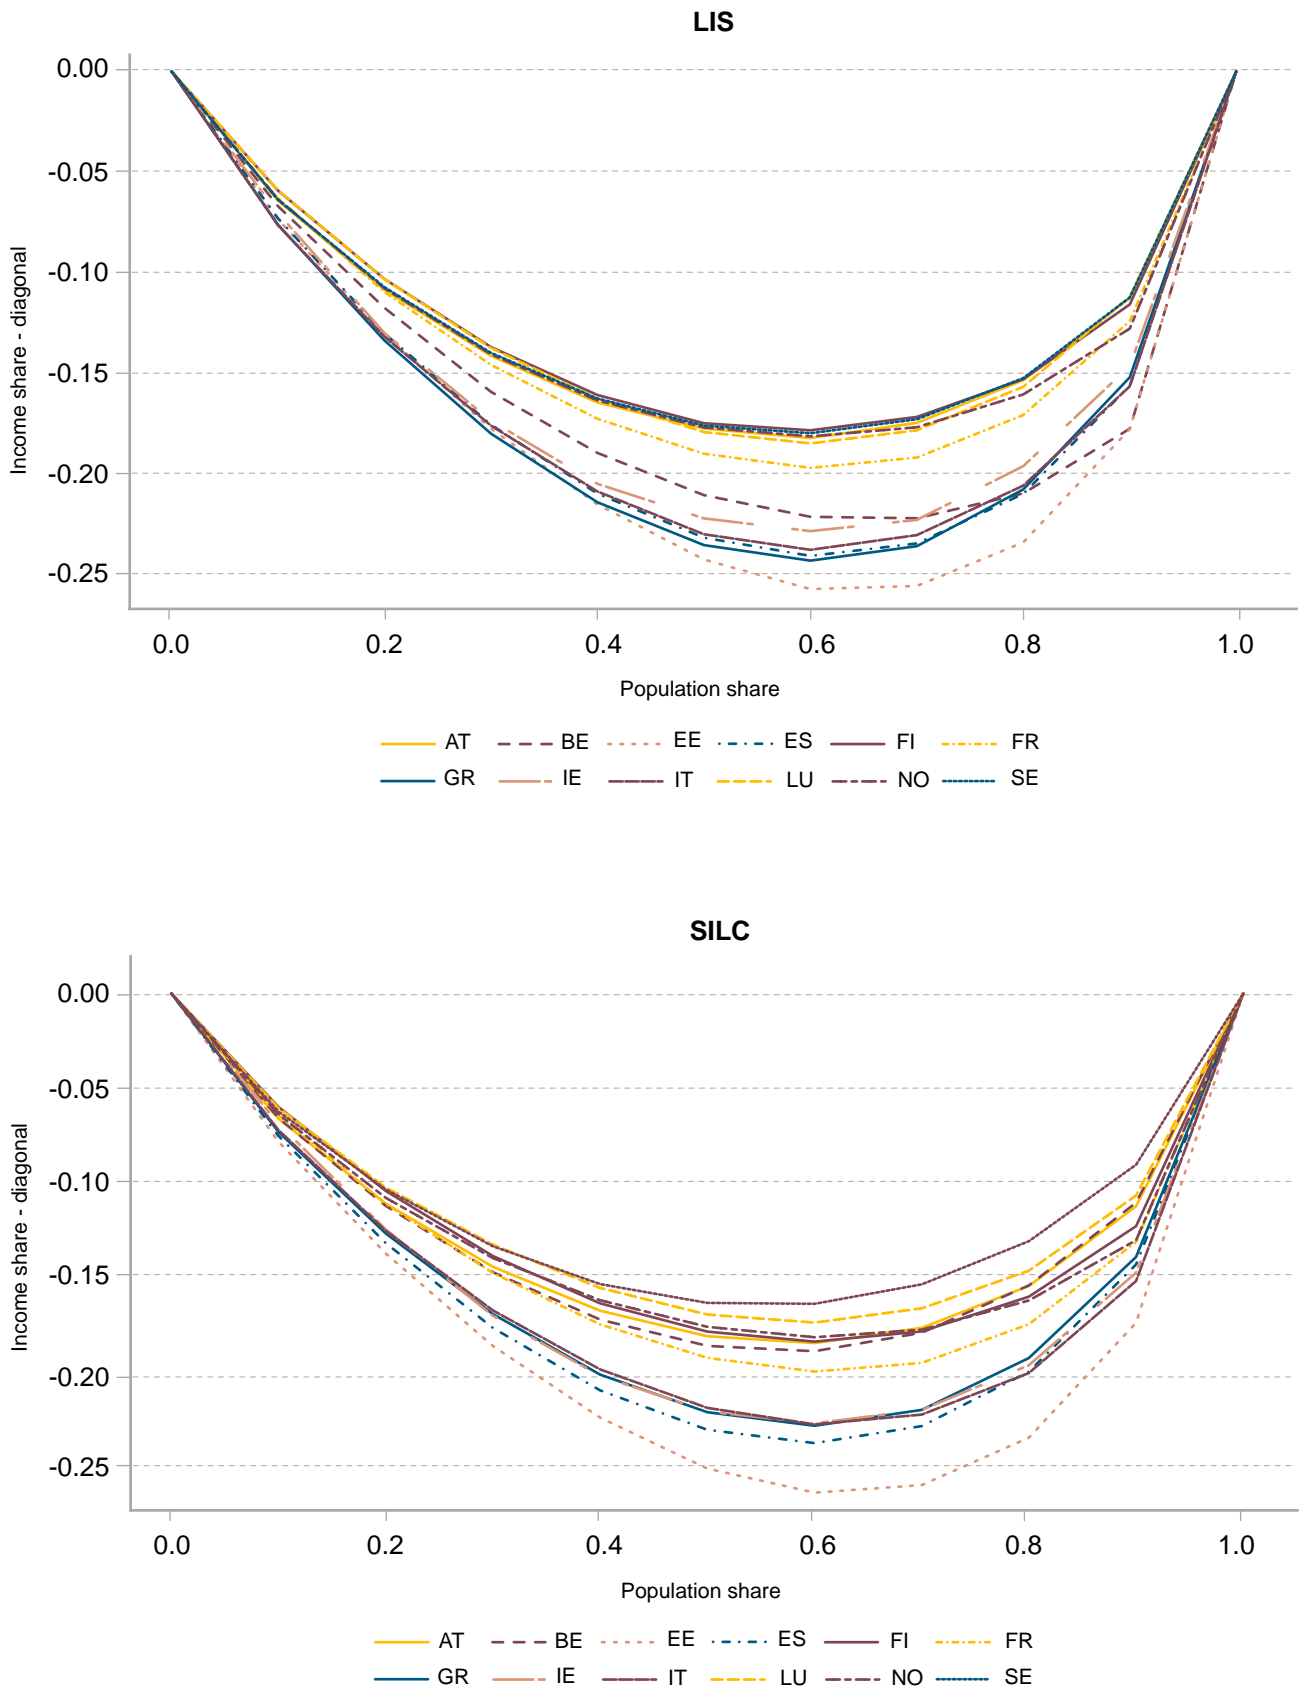 LIS
0.00
-0.05
-0.10
-0.15
-0.20
-0.25
Income share - diagonal
0.0 0.2 0.4 0.6 0.8 1.0
Population share
AT BE EE ES FI FR
GR IE IT LU NO SE
SILC
0.00
-0.05
-0.10
-0.15
-0.20
-0.25
Income share - diagonal
0.0 0.2 0.4 0.6 0.8 1.0
Population share
AT BE EE ES FI FR
GR IE IT LU NO SE